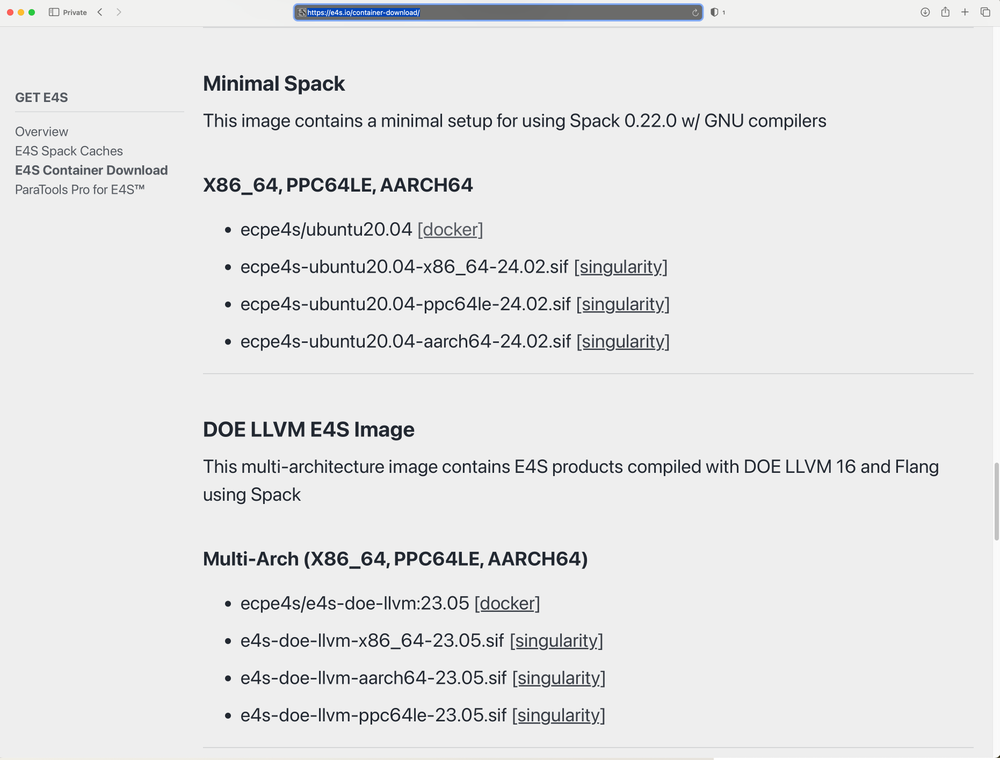 Private
https://e4s.io/container-download/
1
GET E4S
Overview
E4S Spack Caches
E4S Container Download
ParaTools Pro for E4S™
Minimal Spack
This image contains a minimal setup for using Spack 0.22.0 w/ GNU compilers
X86_64, PPC64LE, AARCH64
• ecpe4s/ubuntu20.04 [docker]
• ecpe4s-ubuntu20.04-x86_64-24.02.sif [singularity]
• ecpe4s-ubuntu20.04-ppc64le-24.02.sif [singularity]
• ecpe4s-ubuntu20.04-aarch64-24.02.sif [singularity]
DOE LLVM E4S Image
This multi-architecture image contains E4S products compiled with DOE LLVM 16 and Flang
using Spack
Multi-Arch (X86_64, PPC64LE, AARCH64)
• ecpe4s/e4s-doe-llvm:23.05 [docker]
• e4s-doe-llvm-x86_64-23.05.sif [singularity]
• e4s-doe-llvm-aarch64-23.05.sif [singularity]
• e4s-doe-llvm-ppc64le-23.05.sif [singularity]